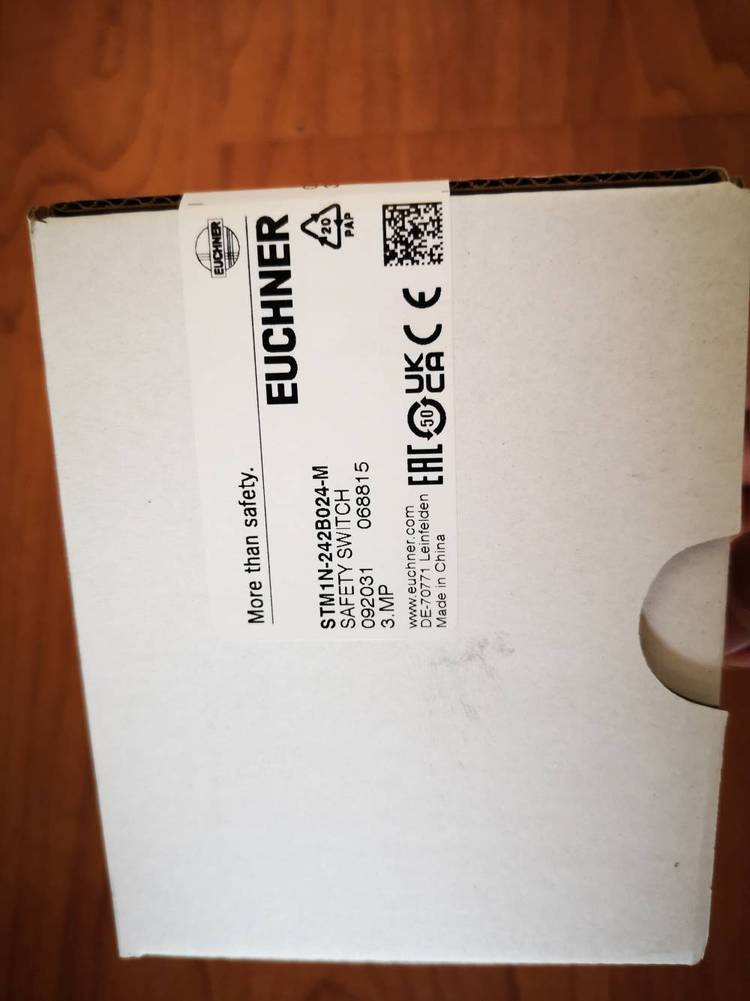 EUCHNER
More than safety.
EUCHNER
20
PAP
STM1N-242B024-M
SAFETY SWITCH
092031 068815
3.MP
www.euchner.com
DE-70771 Leinfelden
Made in China
EAC
50
UK
CA
CE